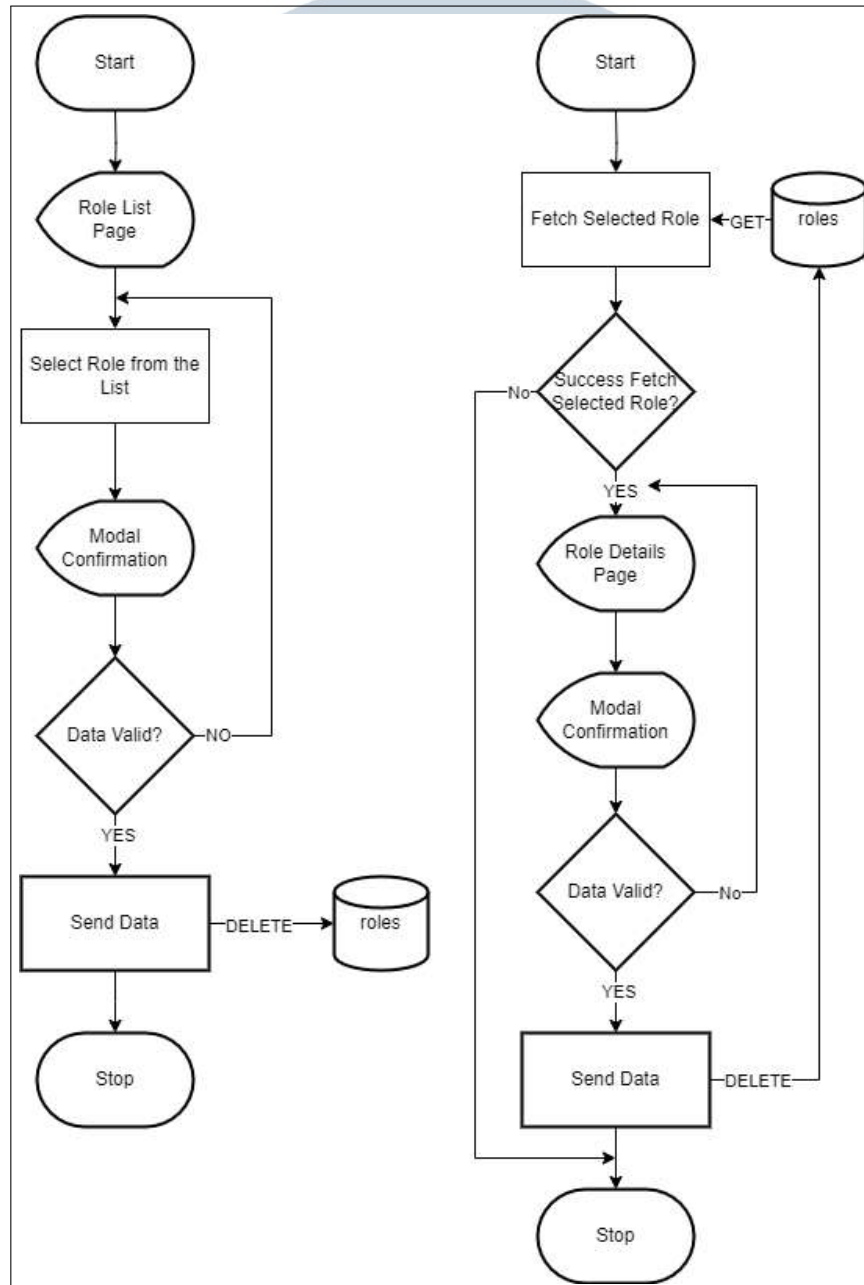 Start
Role List
Page
Select Role from the
List
Modal
Confirmation
Data Valid?
NO
YES
Send Data
DELETE
roles
Stop
Start
Fetch Selected Role
GET
roles
Success Fetch
Selected Role?
No
YES
Role Details
Page
Modal
Confirmation
Data Valid?
No
YES
Send Data
DELETE
Stop